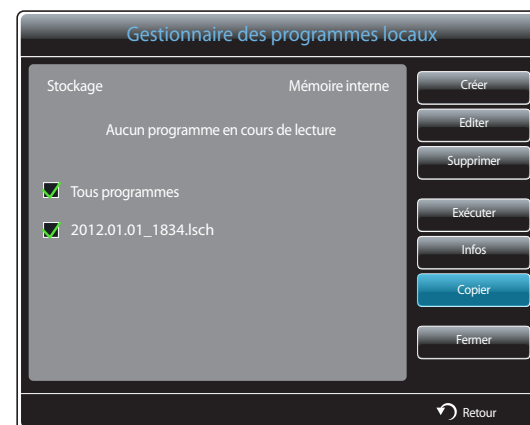 Gestionnaire des programmes locaux
Stockage Mémoire interne
Aucun programme en cours de lecture
Tous programmes
2012.01.01_1834.lsch
Créer
Editer
Supprimer
Exécuter
Infos
Copier
Fermer
Retour